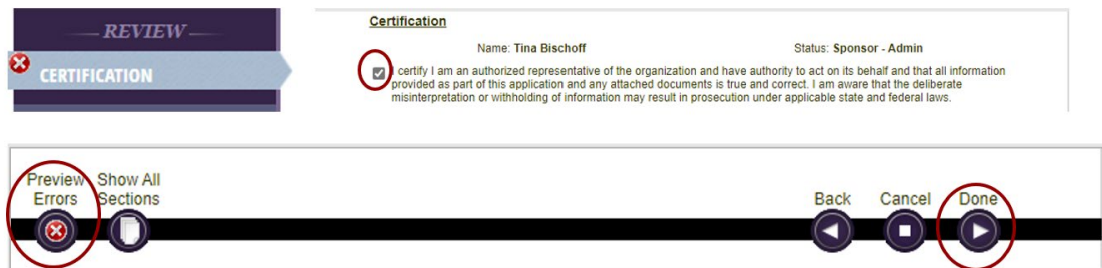 REVIEW
CERTIFICATION
Certification
Name: Tina Bischoff Status: Sponsor - Admin
I certify I am an authorized representative of the organization and have authority to act on its behalf and that all information
provided as part of this application and any attached documents is true and correct. I am aware that the deliberate
misinterpretation or withholding of information may result in prosecution under applicable state and federal laws.
Preview Show All
Errors Sections
Back Cancel Done